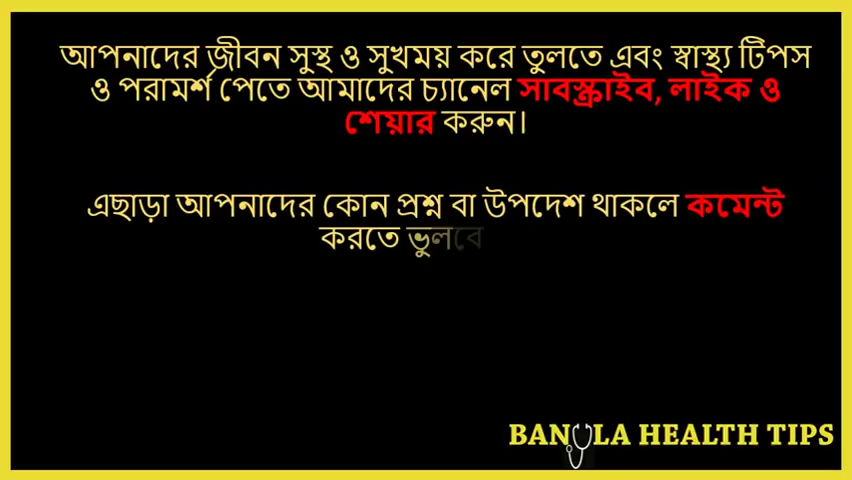 আপনাদের জীবন সুস্থ ও সুখময় করে তুলতে এবং স্বাস্থ্য টিপস
ও পরামর্শ পেতে আমাদের চ্যানেল সাবস্ক্রাইব, লাইক ও
শেয়ার করুন।
এছাড়া আপনাদের কোন প্রশ্ন বা উপদেশ থাকলে কমেন্ট
করতে ভুলবে
BANGLA HEALTH TIPS